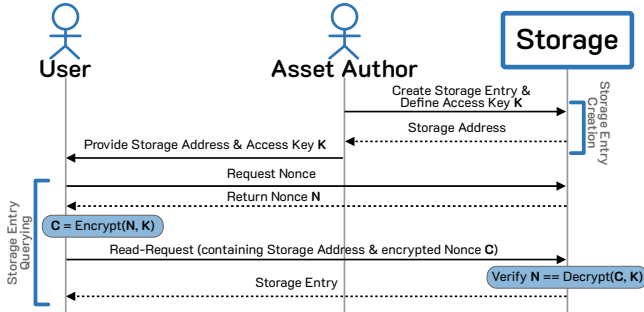 User
Asset Author
Storage
Create Storage Entry &
Define Access Key K
Storage Entry
Creation
Storage Address
Provide Storage Address & Access Key K
Request Nonce
Return Nonce N
Storage Entry
Querying
C = Encrypt(N, K)
Read-Request (containing Storage Address & encrypted Nonce C)
Verify N == Decrypt(C, K)
Storage Entry